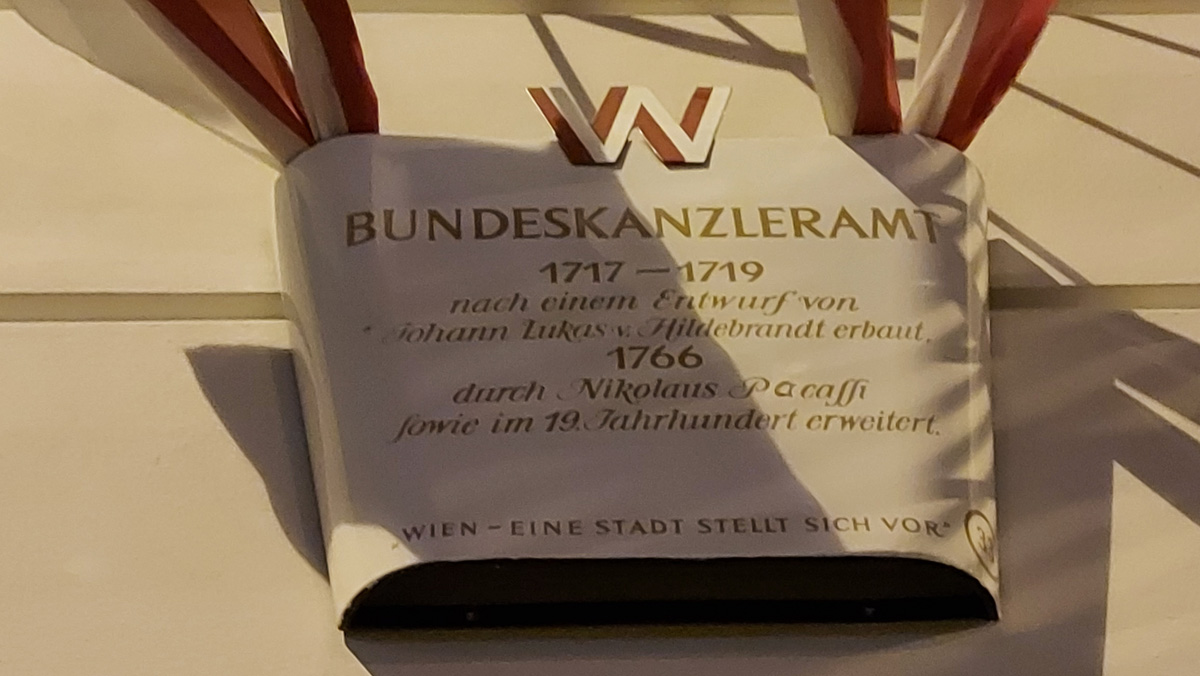 W
BUNDESKANZLERAMT
1717 — 1719
nach einem Entwurf von
Johann Lukas v. Hildebrandt erbaut,
1766
durch Nikolaus Pacaſſi
ſowie im 19. Jahrhundert erweitert.
„WIEN – EINE STADT STELLT SICH VOR“